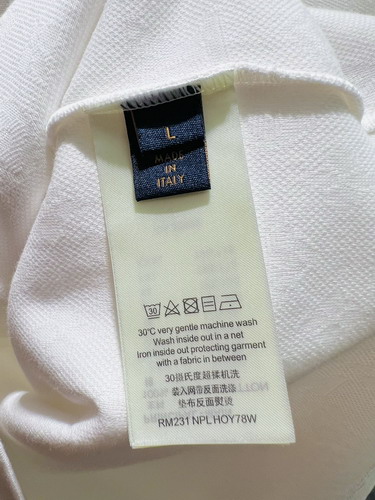 L
MADE
IN
ITALY
30
30°C very gentle machine wash
Wash inside out in a net
Iron inside out protecting garment
with a fabric in between
30摄氏度超揉机洗
装入网带反面洗涤
垫布反面熨烫
RM231 NPL HOY78W